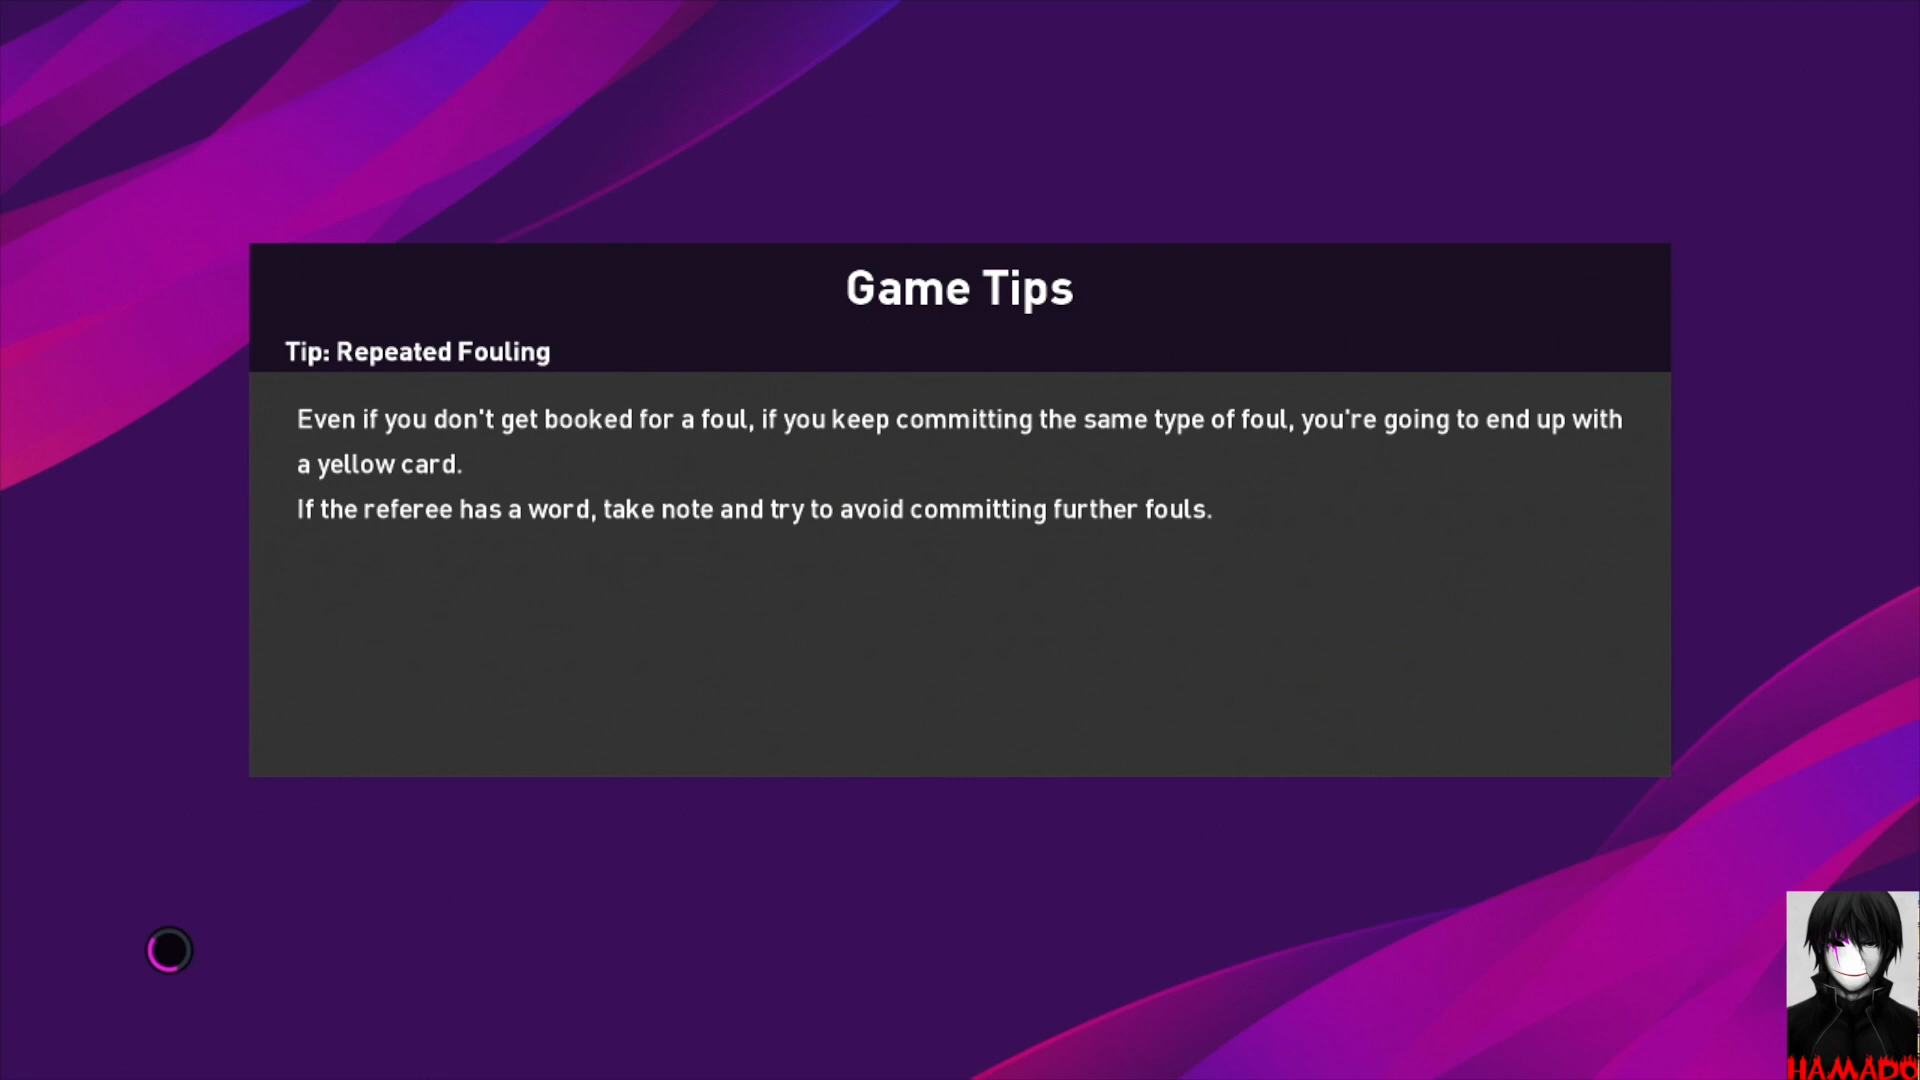 Game Tips
Tip: Repeated Fouling
Even if you don't get booked for a foul, if you keep committing the same type of foul, you're going to end up with
a yellow card.
If the referee has a word, take note and try to avoid committing further fouls.
HAMADO